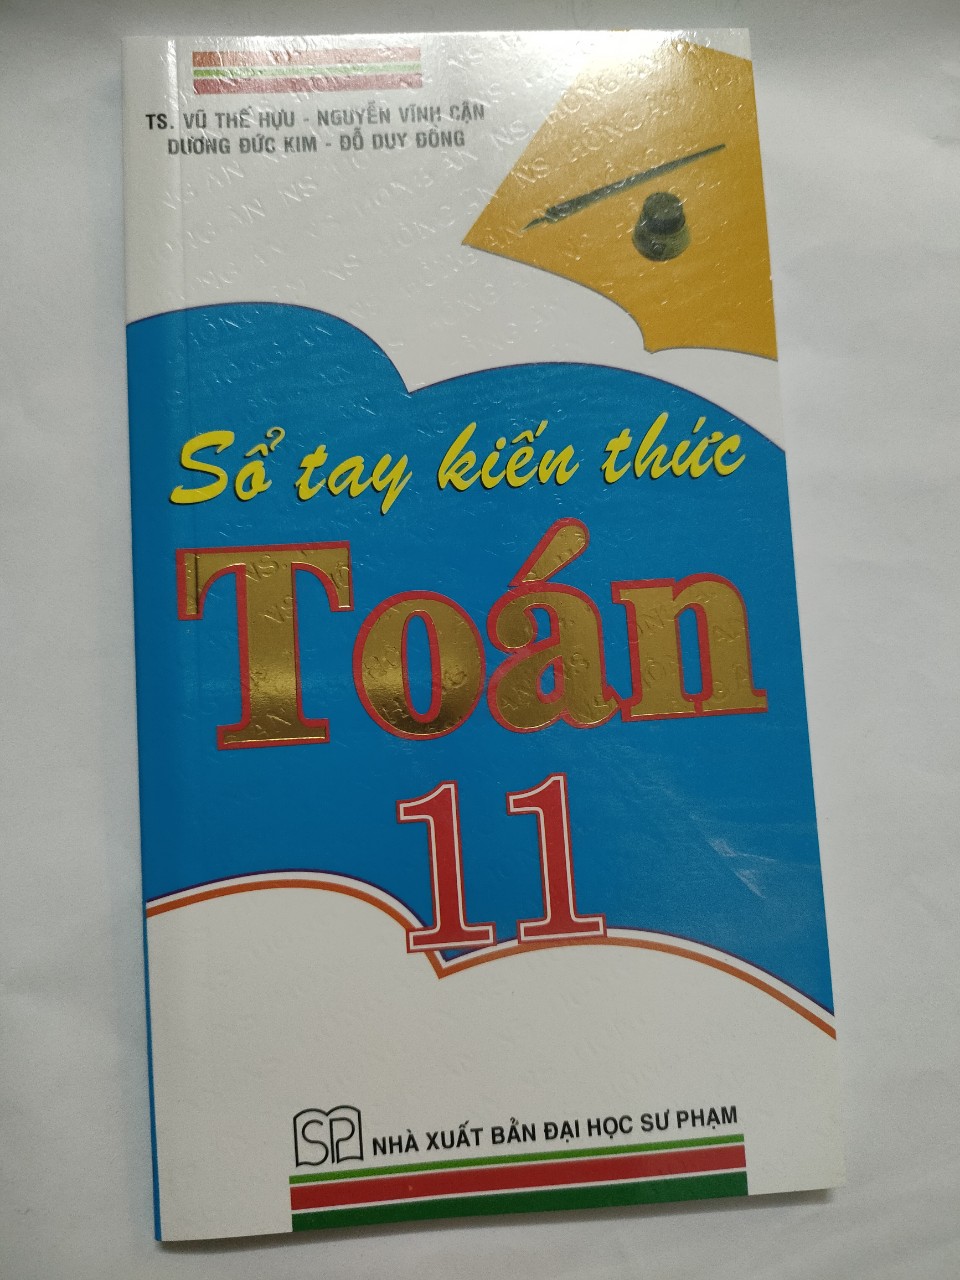 TS. VŨ THẾ HỰU - NGUYỄN VĨNH CẬN
DƯƠNG ĐỨC KIM - ĐỖ DUY ĐỒNG
Sổ tay kiến thức
Toán
11
SP
NHÀ XUẤT BẢN ĐẠI HỌC SƯ PHẠM